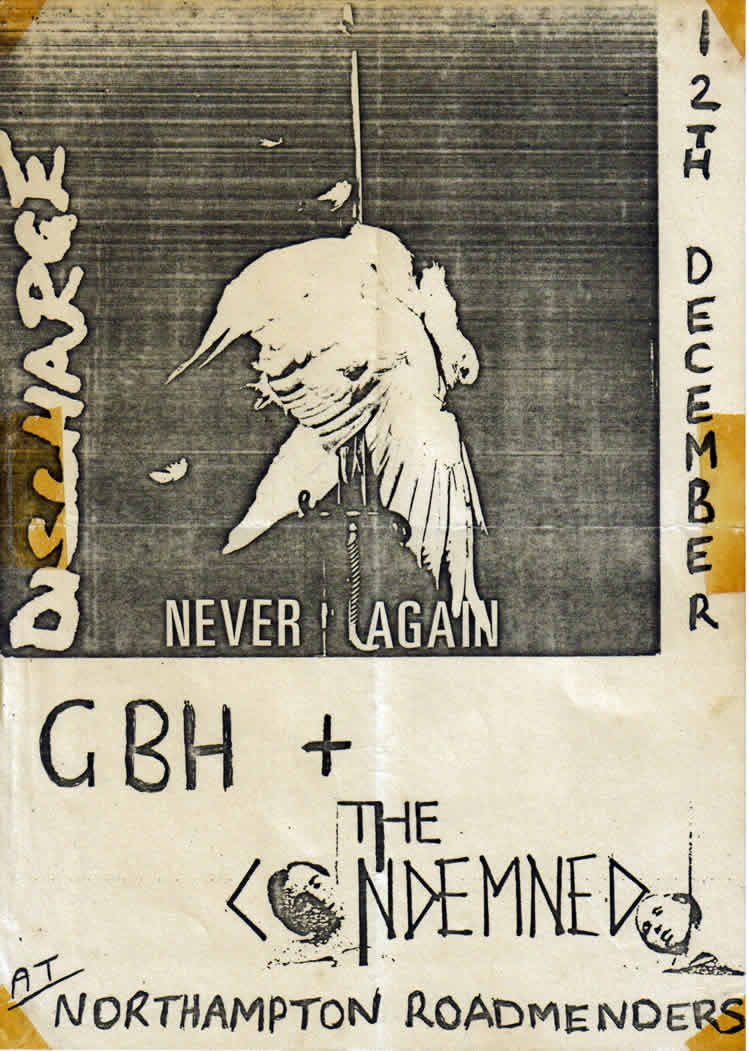 DISCHARGE
12TH DECEMBER
NEVER AGAIN
GBH +
THE
CONDEMNED
AT
NORTHAMPTON ROADMENDERS